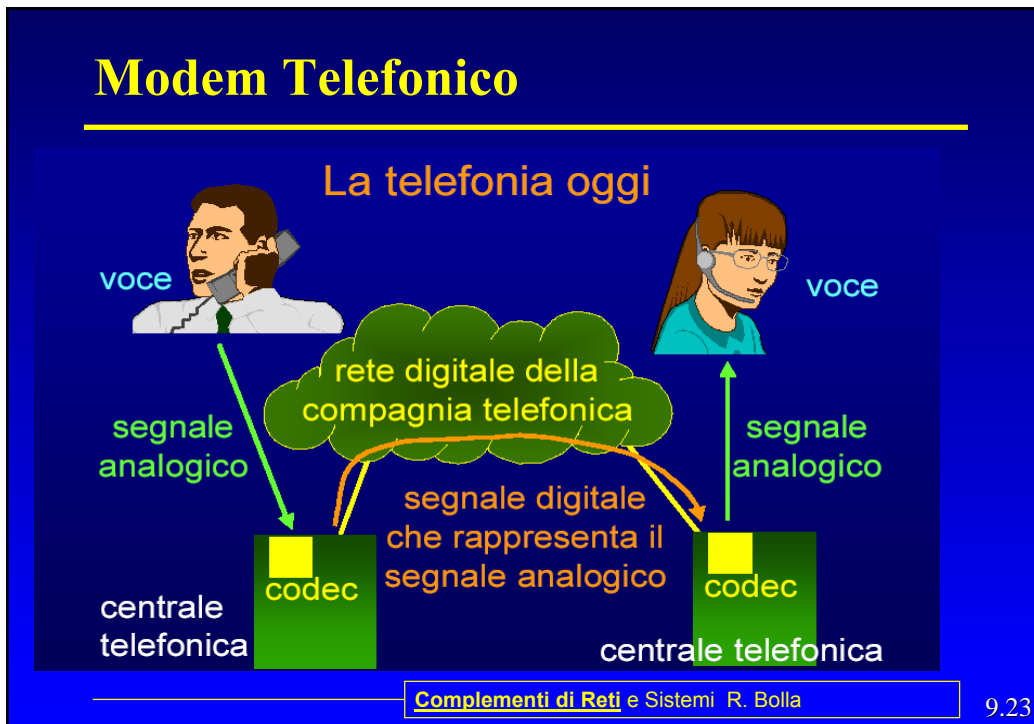 Modem Telefonico
La telefonia oggi
voce
voce
rete digitale della
compagnia telefonica
segnale
analogico
segnale
analogico
segnale digitale
che rappresenta il
segnale analogico
codec
codec
centrale
telefonica
centrale telefonica
Complementi di Reti e Sistemi R. Bolla
9.23